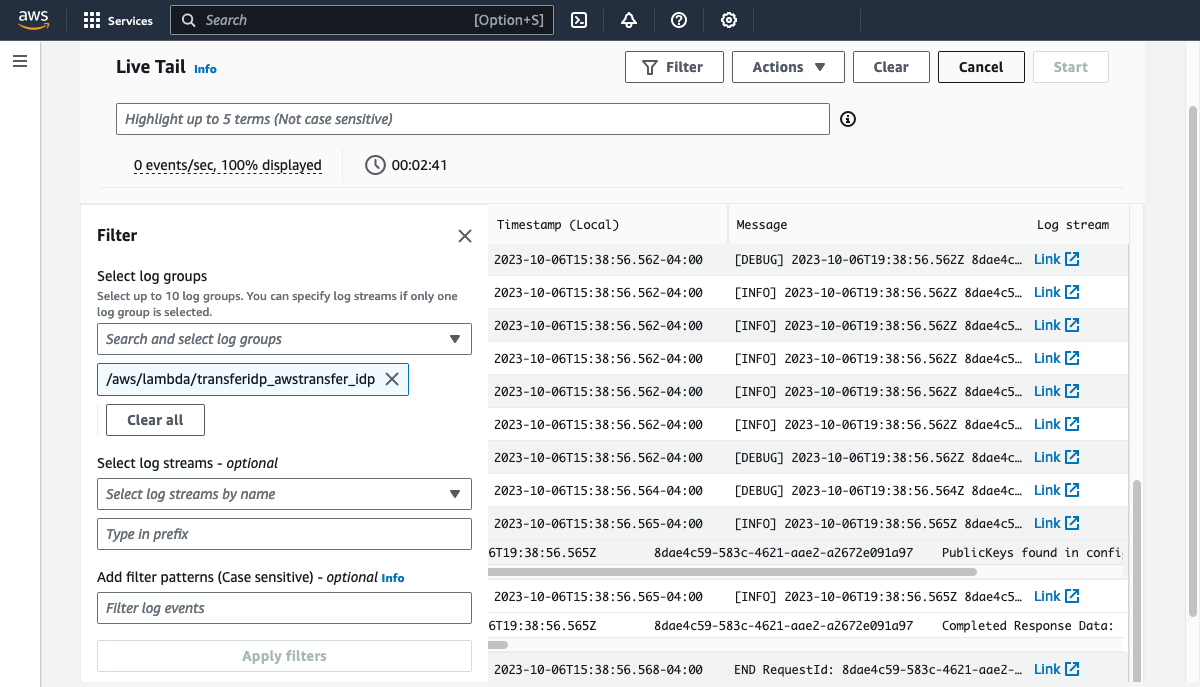 aws
Services
Search
[Option+S]
Live Tail Info
Filter
Actions
Clear
Cancel
Start
Highlight up to 5 terms (Not case sensitive)
0 events/sec, 100% displayed
00:02:41
Filter
Select log groups
Select up to 10 log groups. You can specify log streams if only one
log group is selected.
Search and select log groups
/aws/lambda/transferidp_awstransfer_idp
Clear all
Select log streams - optional
Select log streams by name
Type in prefix
Add filter patterns (Case sensitive) - optional Info
Filter log events
Apply filters
Timestamp (Local) Message Log stream
2023-10-06T15:38:56.562-04:00 [DEBUG] 2023-10-06T19:38:56.562Z 8dae4c… Link
2023-10-06T15:38:56.562-04:00 [INFO] 2023-10-06T19:38:56.562Z 8dae4c5… Link
2023-10-06T15:38:56.562-04:00 [INFO] 2023-10-06T19:38:56.562Z 8dae4c5… Link
2023-10-06T15:38:56.562-04:00 [INFO] 2023-10-06T19:38:56.562Z 8dae4c5… Link
2023-10-06T15:38:56.562-04:00 [INFO] 2023-10-06T19:38:56.562Z 8dae4c5… Link
2023-10-06T15:38:56.562-04:00 [INFO] 2023-10-06T19:38:56.562Z 8dae4c5… Link
2023-10-06T15:38:56.562-04:00 [DEBUG] 2023-10-06T19:38:56.562Z 8dae4c… Link
2023-10-06T15:38:56.564-04:00 [DEBUG] 2023-10-06T19:38:56.564Z 8dae4c… Link
2023-10-06T15:38:56.565-04:00 [INFO] 2023-10-06T19:38:56.565Z 8dae4c5… Link
6T19:38:56.565Z 8dae4c59-583c-4621-aae2-a2672e091a97 PublicKeys found in config
2023-10-06T15:38:56.565-04:00 [INFO] 2023-10-06T19:38:56.565Z 8dae4c5… Link
6T19:38:56.565Z 8dae4c59-583c-4621-aae2-a2672e091a97 Completed Response Data:
2023-10-06T15:38:56.568-04:00 END RequestId: 8dae4c59-583c-4621-aae2-… Link